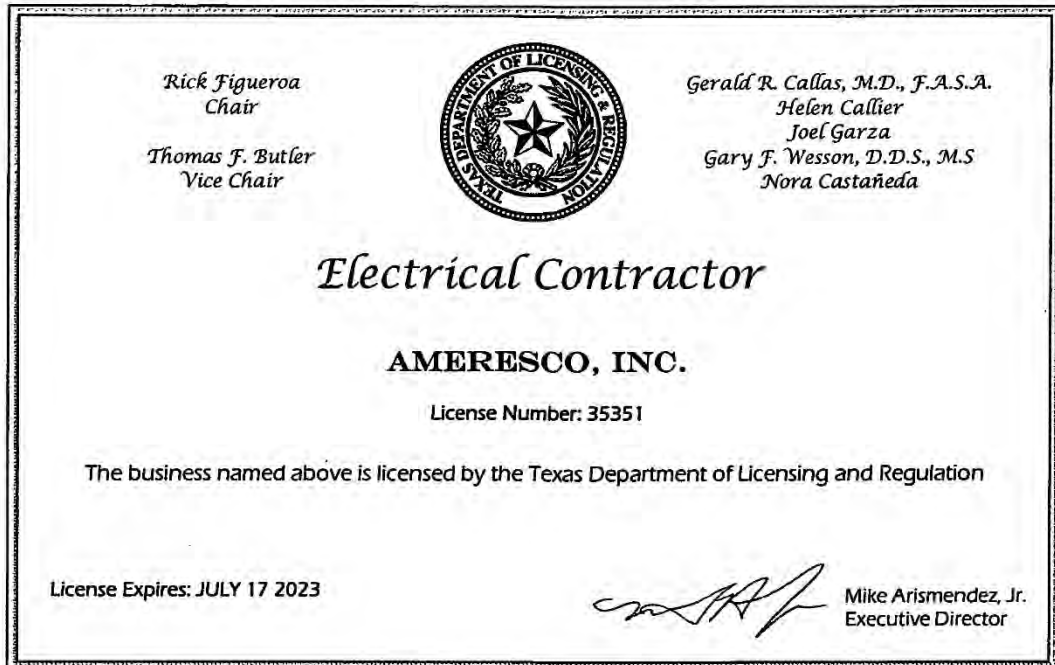 Rick Figueroa
Chair
Thomas F. Butler
Vice Chair
TEXAS DEPARTMENT OF LICENSING & REGULATION
Gerald R. Callas, M.D., F.A.S.A.
Helen Callier
Joel Garza
Gary F. Wesson, D.D.S., M.S
Nora Castañeda
Electrical Contractor
AMERESCO, INC.
License Number: 35351
The business named above is licensed by the Texas Department of Licensing and Regulation
License Expires: JULY 17 2023
Mike Arismendez, Jr.
Executive Director